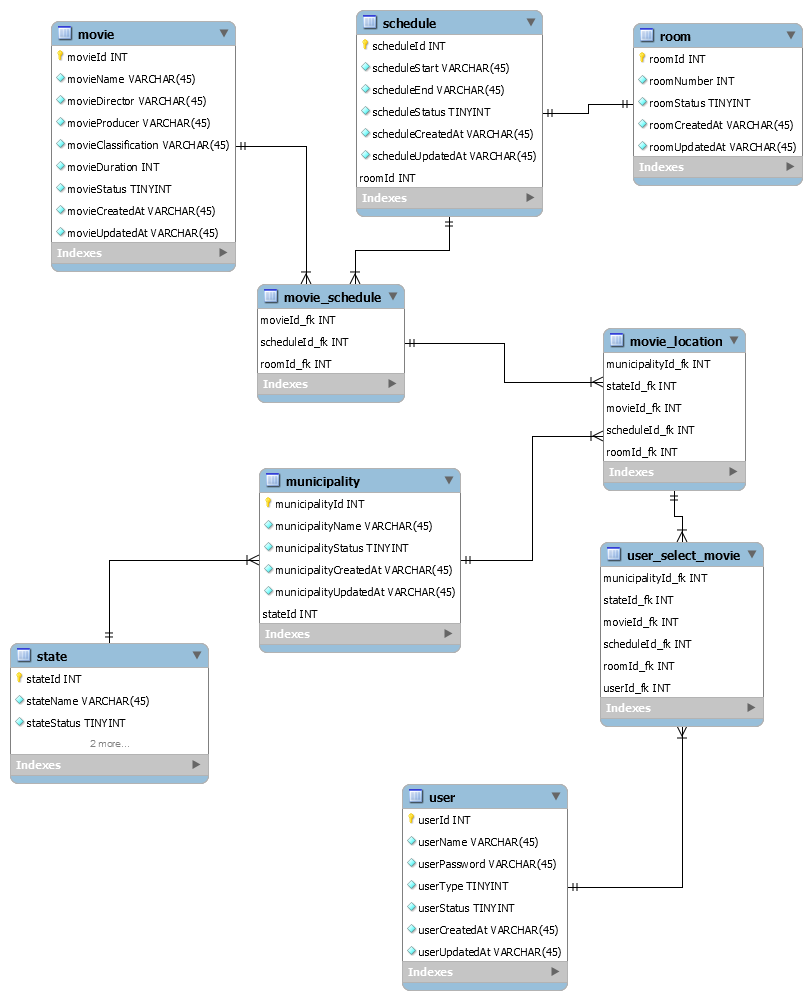 movie
movieId INT
movieName VARCHAR(45)
movieDirector VARCHAR(45)
movieProducer VARCHAR(45)
movieClassification VARCHAR(45)
movieDuration INT
movieStatus TINYINT
movieCreatedAt VARCHAR(45)
movieUpdatedAt VARCHAR(45)
Indexes
schedule
scheduleId INT
scheduleStart VARCHAR(45)
scheduleEnd VARCHAR(45)
scheduleStatus TINYINT
scheduleCreatedAt VARCHAR(45)
scheduleUpdatedAt VARCHAR(45)
roomId INT
Indexes
room
roomId INT
roomNumber INT
roomStatus TINYINT
roomCreatedAt VARCHAR(45)
roomUpdatedAt VARCHAR(45)
Indexes
movie_schedule
movieId_fk INT
scheduleId_fk INT
roomId_fk INT
Indexes
movie_location
municipalityId_fk INT
stateId_fk INT
movieId_fk INT
scheduleId_fk INT
roomId_fk INT
Indexes
municipality
municipalityId INT
municipalityName VARCHAR(45)
municipalityStatus TINYINT
municipalityCreatedAt VARCHAR(45)
municipalityUpdatedAt VARCHAR(45)
stateId INT
Indexes
user_select_movie
municipalityId_fk INT
stateId_fk INT
movieId_fk INT
scheduleId_fk INT
roomId_fk INT
userId_fk INT
Indexes
state
stateId INT
stateName VARCHAR(45)
stateStatus TINYINT
2 more...
Indexes
user
userId INT
userName VARCHAR(45)
userPassword VARCHAR(45)
userType TINYINT
userStatus TINYINT
userCreatedAt VARCHAR(45)
userUpdatedAt VARCHAR(45)
Indexes